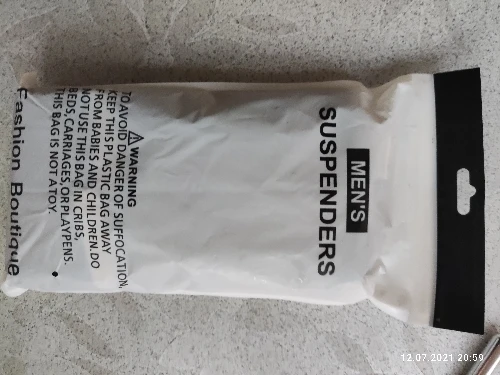 MEN'S
SUSPENDERS
⚠WARNING
TO AVOID DANGER OF SUFFOCATION,
KEEP THIS PLASTIC BAG AWAY
FROM BABIES AND CHILDREN.DO
NOT USE THIS BAG IN CRIBS,
BEDS, CARRIAGES, OR PLAYPENS.
THIS BAG IS NOT A TOY.
Fashion Boutique
12.07.2021 20:59